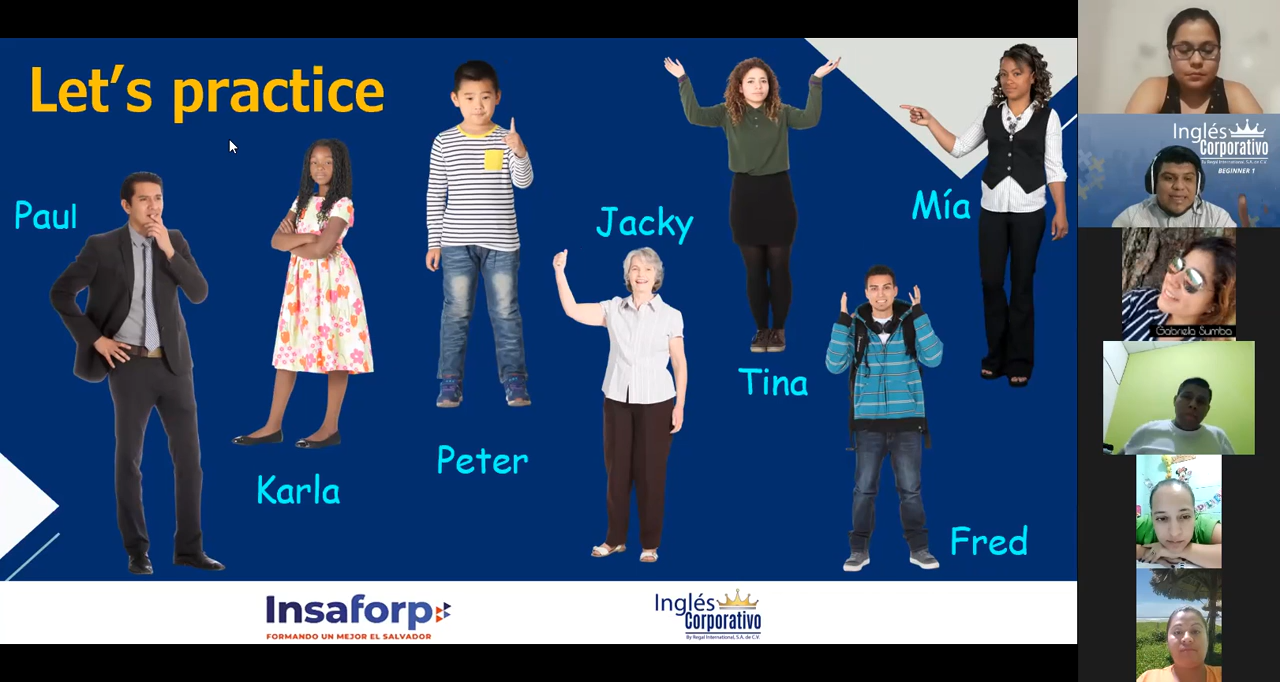 Let's practice
Paul
Karla
Peter
Jacky
Tina
Mía
Fred
Insaforp
FORMANDO UN MEJOR EL SALVADOR
Inglés
Corporativo
By Regal International, S.A. de C.V.
Inglés
Corporativo
By Regal International, S.A. de C.V.
BEGINNER 1
Gabriela Sumba